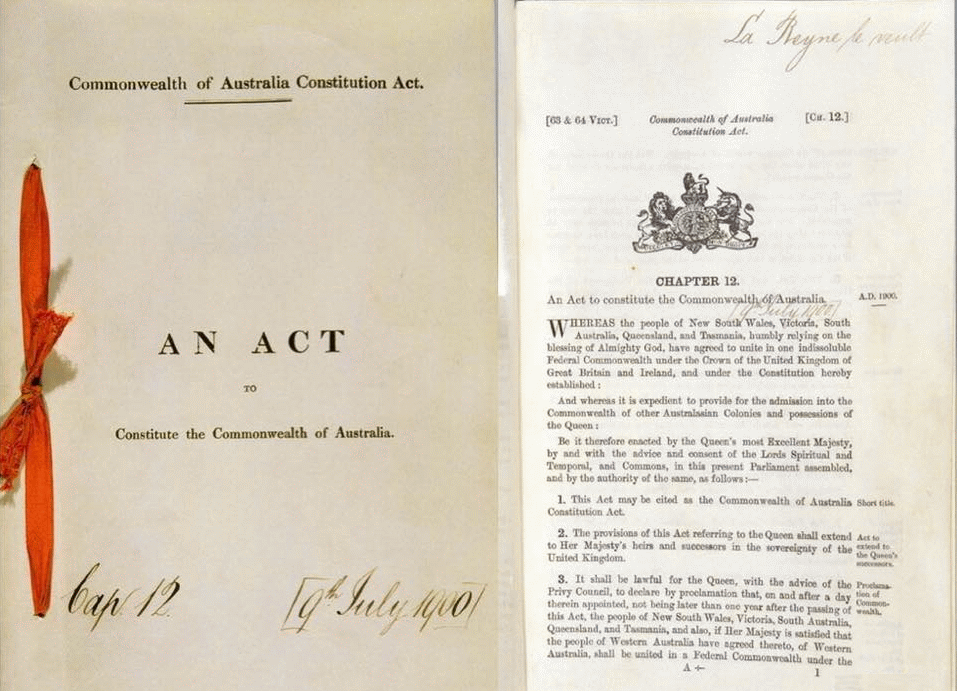 Commonwealth of Australia Constitution Act.
AN ACT
TO
Constitute the Commonwealth of Australia.
Cap. 12
[9th July 1900]
La Reyne le veult
[63 & 64 VICT.] Commonwealth of Australia [CH. 12.]
Constitution Act.
CHAPTER 12.
An Act to constitute the Commonwealth of Australia. A.D. 1900.
[9th July 1900]
WHEREAS the people of New South Wales, Victoria, South
Australia, Queensland, and Tasmania, humbly relying on the
blessing of Almighty God, have agreed to unite in one indissoluble
Federal Commonwealth under the Crown of the United Kingdom of
Great Britain and Ireland, and under the Constitution hereby
established :
And whereas it is expedient to provide for the admission into the
Commonwealth of other Australasian Colonies and possessions of
the Queen :
Be it therefore enacted by the Queen's most Excellent Majesty,
by and with the advice and consent of the Lords Spiritual and
Temporal, and Commons, in this present Parliament assembled,
and by the authority of the same, as follows :—
1. This Act may be cited as the Commonwealth of Australia
Constitution Act.
Short title.
2. The provisions of this Act referring to the Queen shall extend
to Her Majesty's heirs and successors in the sovereignty of the
United Kingdom.
Act to
extend to
the Queen's
successors.
3. It shall be lawful for the Queen, with the advice of the
Privy Council, to declare by proclamation that, on and after a day
therein appointed, not being later than one year after the passing of
this Act, the people of New South Wales, Victoria, South Australia,
Queensland, and Tasmania, and also, if Her Majesty is satisfied that
the people of Western Australia have agreed thereto, of Western
Australia, shall be united in a Federal Commonwealth under the
Proclama-
tion of
Common-
wealth.
A 1